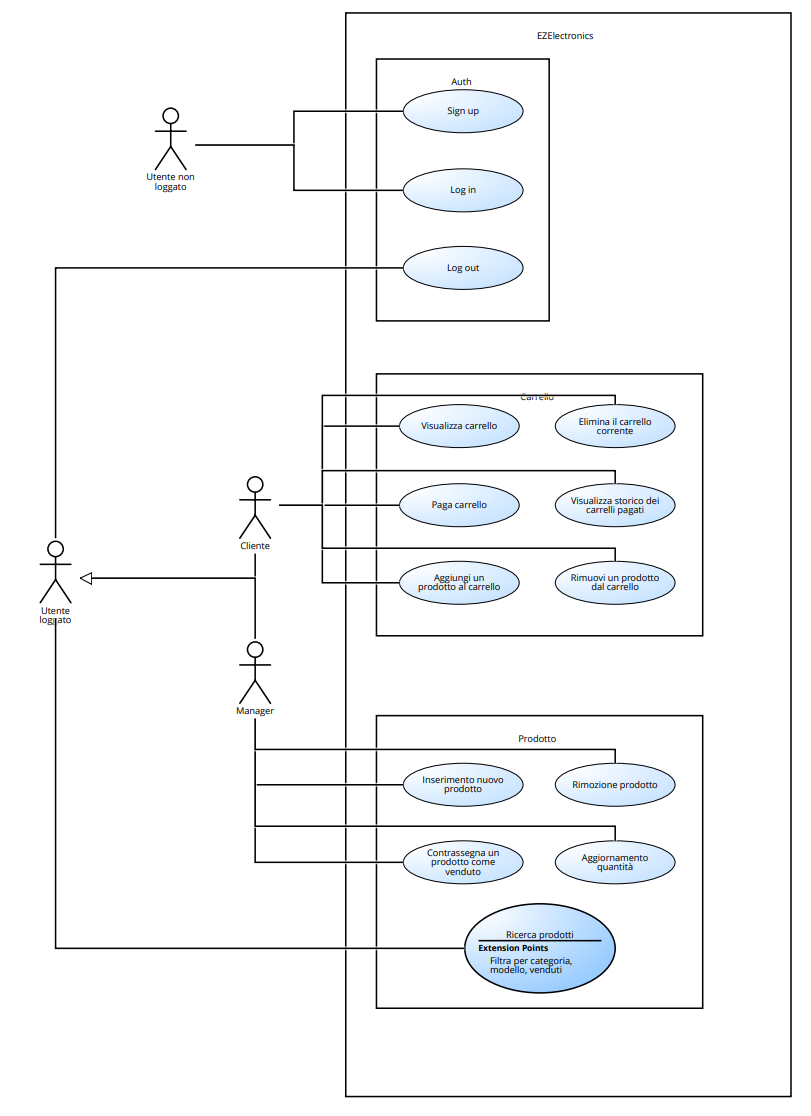 EZElectronics
Auth
Sign up
Utente non
loggato
Log in
Log out
Carrello
Visualizza carrello
Elimina il carrello
corrente
Paga carrello
Visualizza storico dei
carrelli pagati
Cliente
Aggiungi un
prodotto al carrello
Rimuovi un prodotto
dal carrello
Utente
loggato
Manager
Prodotto
Inserimento nuovo
prodotto
Rimozione prodotto
Contrassegna un
prodotto come
venduto
Aggiornamento
quantità
Ricerca prodotti
Extension Points
Filtra per categoria,
modello, venduti